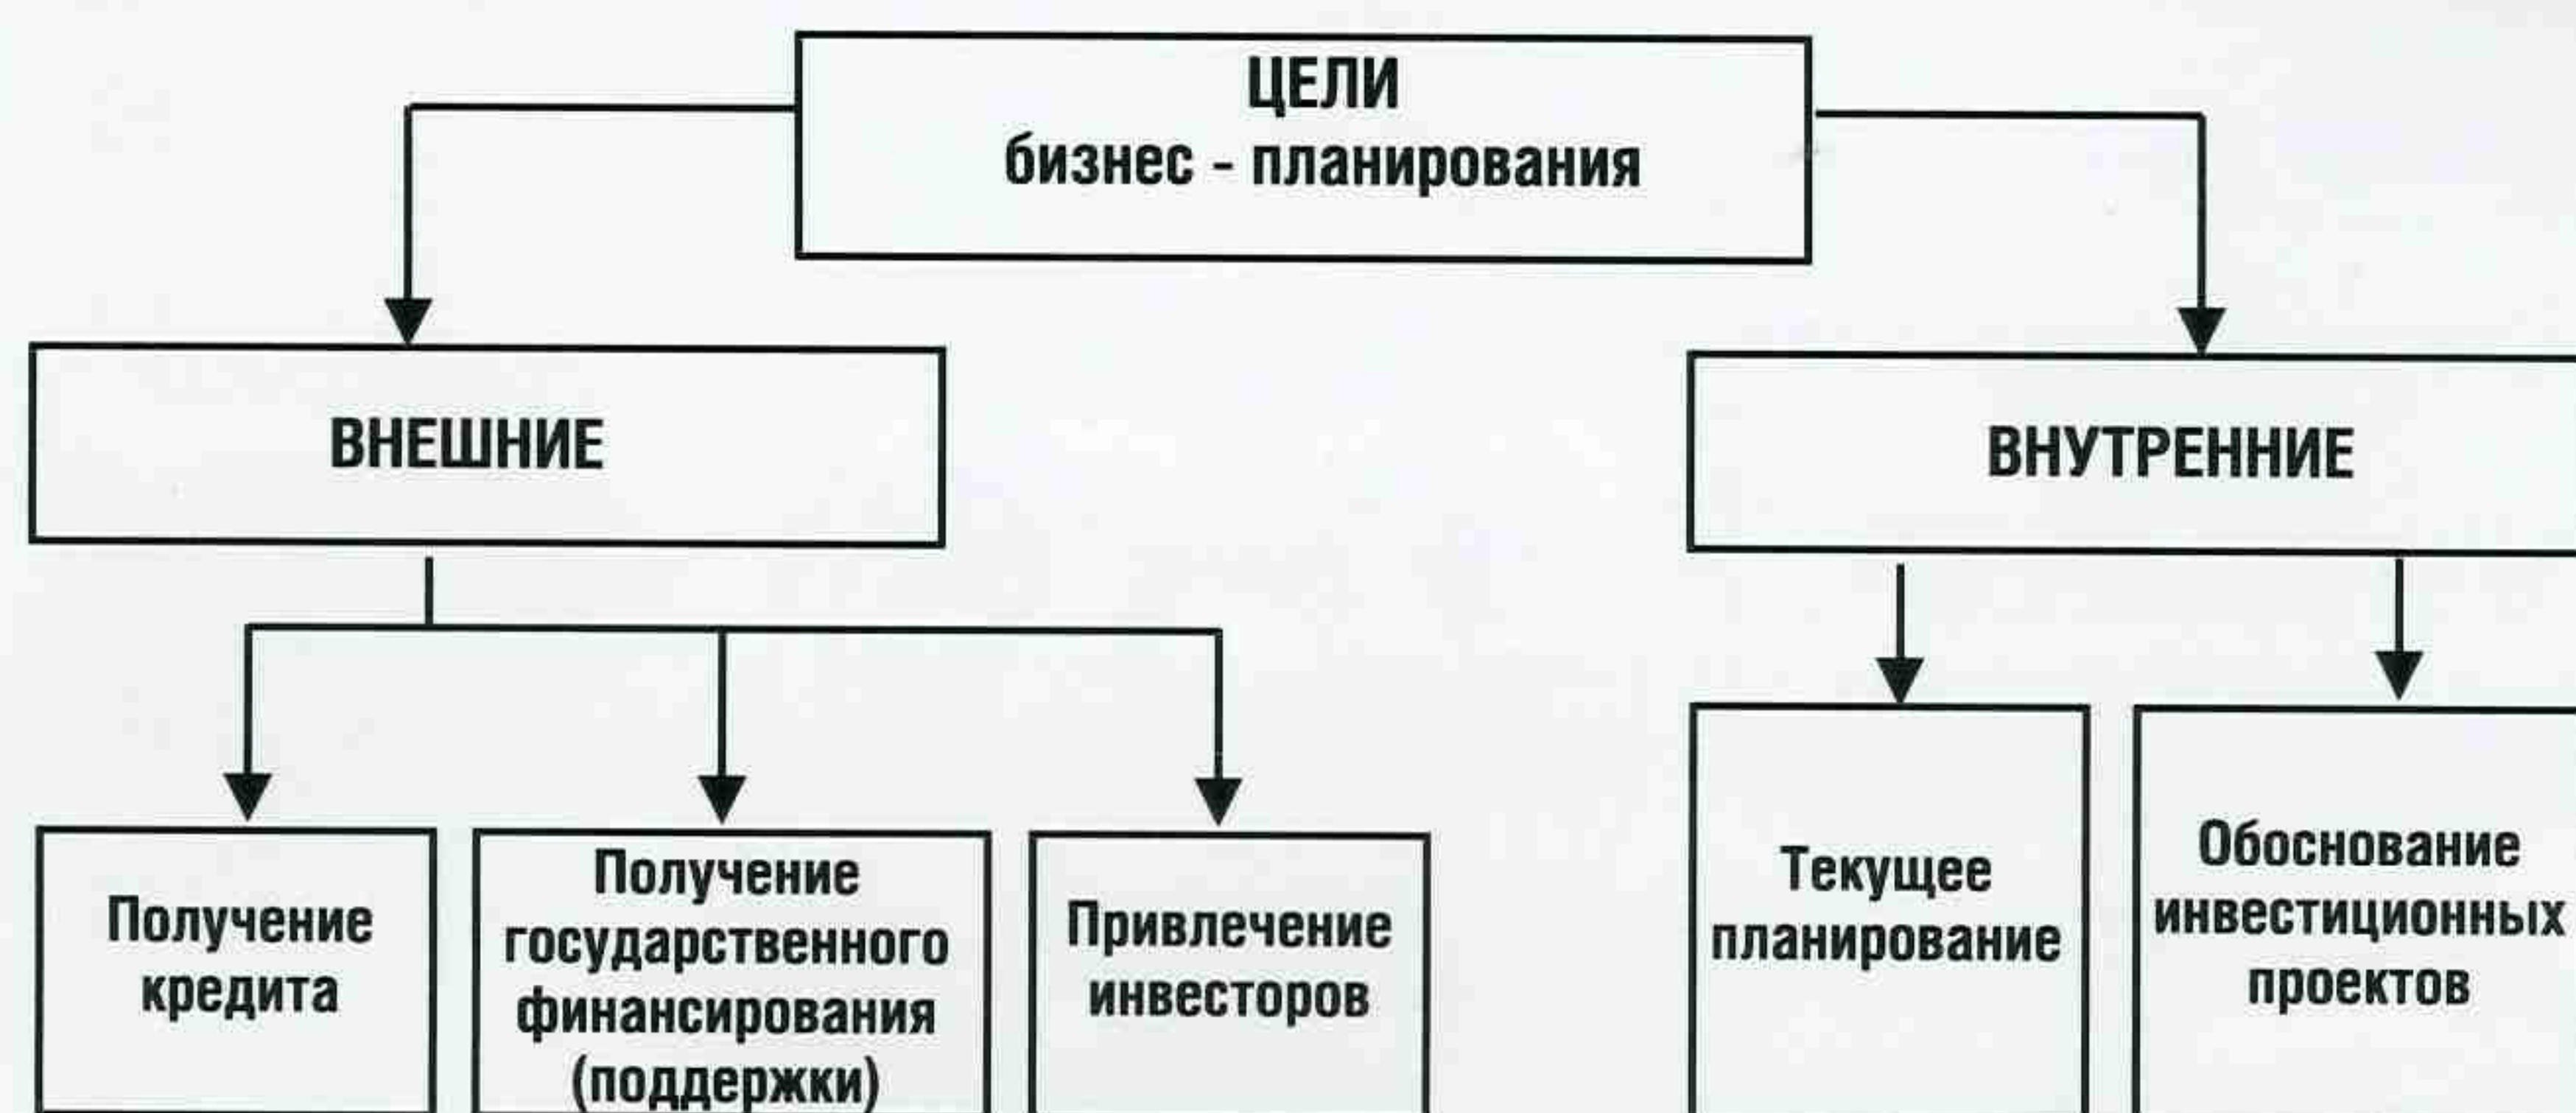 ЦЕЛИ
бизнес - планирования
ВНЕШНИЕ
ВНУТРЕННИЕ
Получение
кредита
Получение
государственного
финансирования
(поддержки)
Привлечение
инвесторов
Текущее
планирование
Обоснование
инвестиционных
проектов